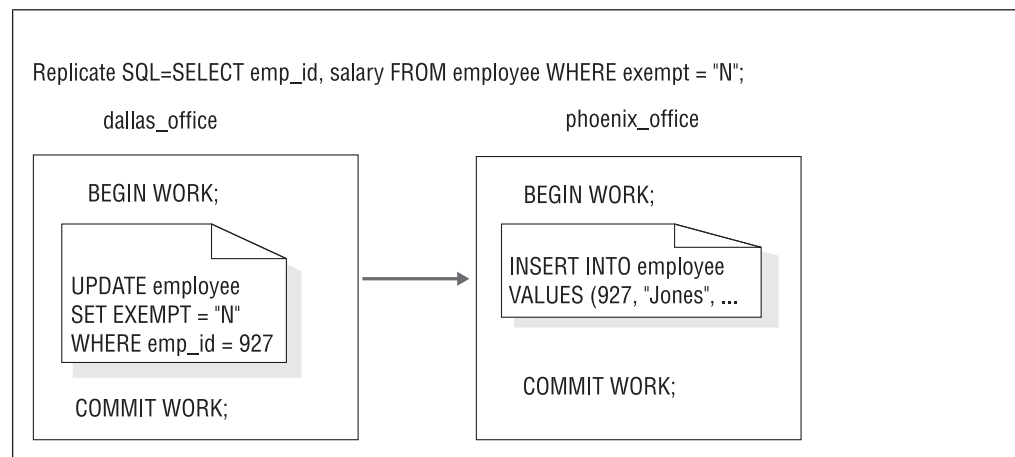 Replicate SQL=SELECT emp_id, salary FROM employee WHERE exempt = "N";
dallas_office
BEGIN WORK;
UPDATE employee
SET EXEMPT = "N"
WHERE emp_id = 927
COMMIT WORK;
phoenix_office
BEGIN WORK;
INSERT INTO employee
VALUES (927, "Jones", ...
COMMIT WORK;